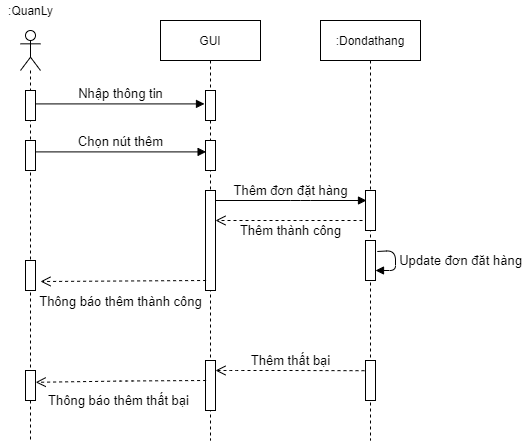 :QuanLy
GUI
:Dondathang
Nhập thông tin
Chọn nút thêm
Thêm đơn đặt hàng
Thêm thành công
Update đơn đăt hàng
Thông báo thêm thành công
Thêm thất bại
Thông báo thêm thất bại